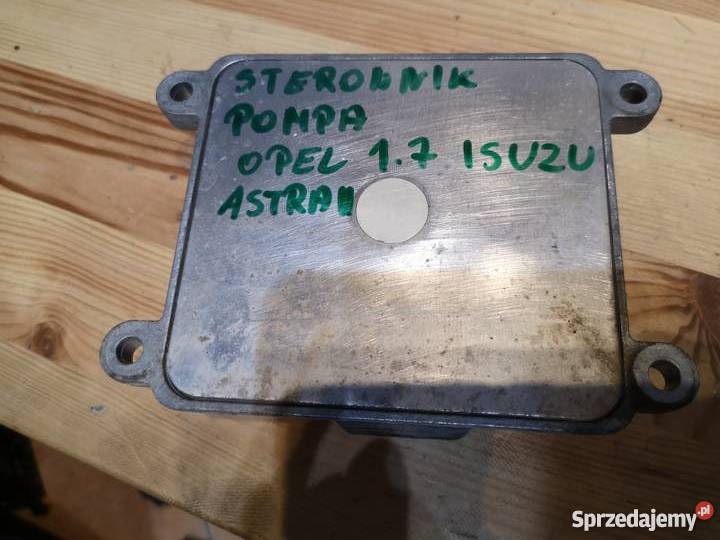 STEROWNIK
POMPA
OPEL 1.7 ISUZU
ASTRA II
Sprzedajemy.pl